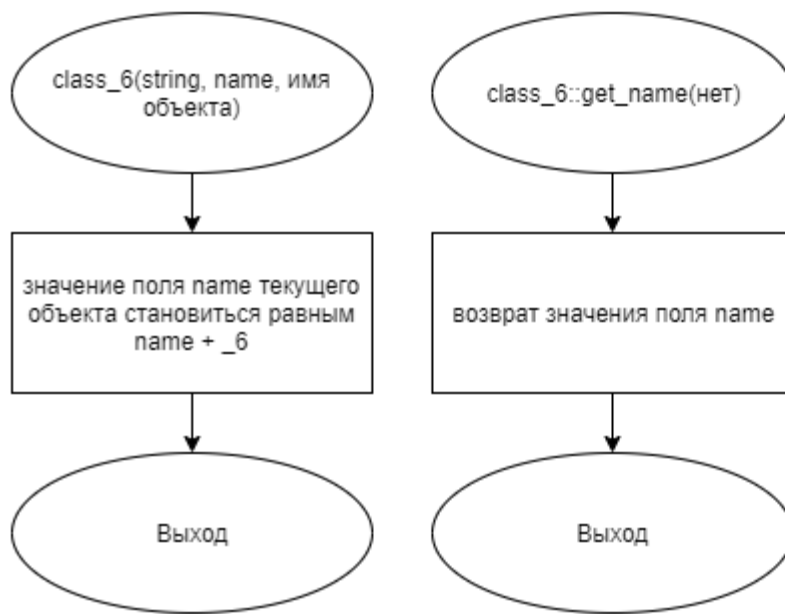 class_6(string, name, имя
объекта)
значение поля name текущего
объекта становиться равным
name + _6
Выход
class_6::get_name(нет)
возврат значения поля name
Выход